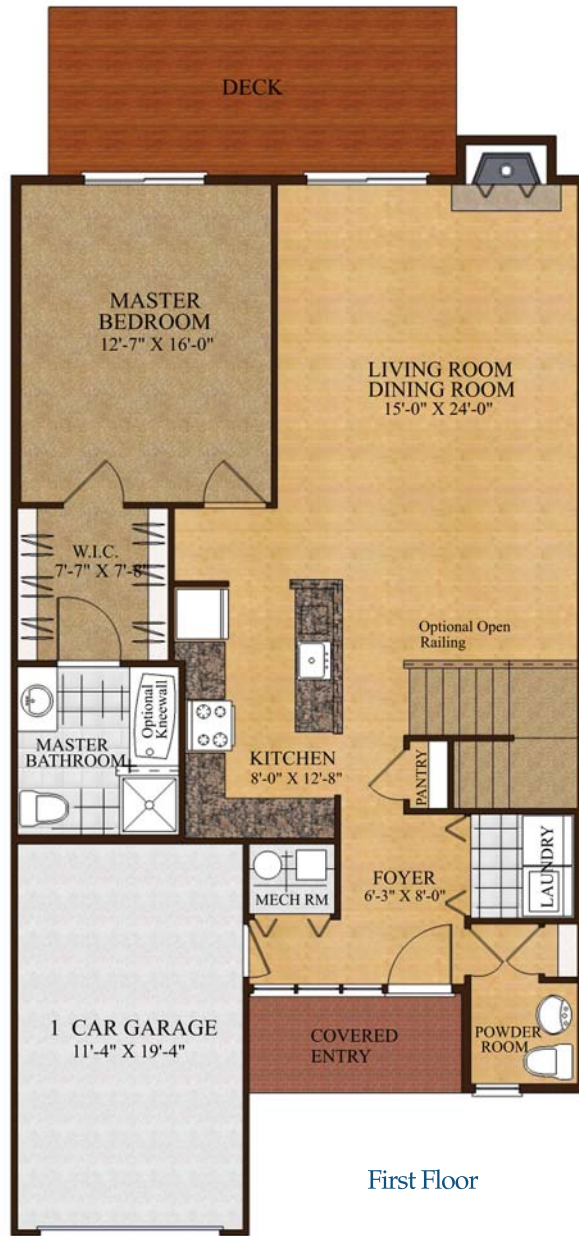 DECK
MASTER
BEDROOM
12'-7" X 16'-0"
LIVING ROOM
DINING ROOM
15'-0" X 24'-0"
W.I.C.
7'-7" X 7'-8"
Optional Open
Railing
Optional
Kneewall
MASTER
BATHROOM
KITCHEN
8'-0" X 12'-8"
PANTRY
LAUNDRY
MECH RM
FOYER
6'-3" X 8'-0"
1 CAR GARAGE
11'-4" X 19'-4"
COVERED
ENTRY
POWDER
ROOM
First Floor